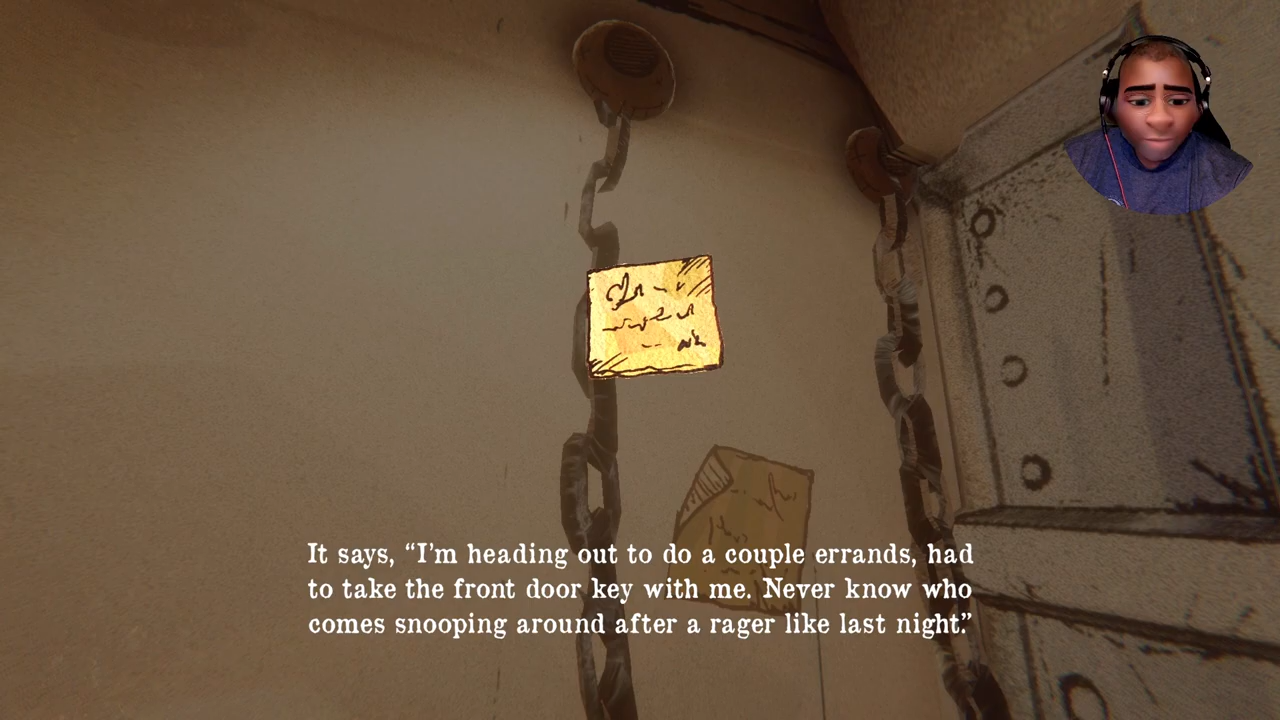 It says, “I’m heading out to do a couple errands, had
to take the front door key with me. Never know who
comes snooping around after a rager like last night.”